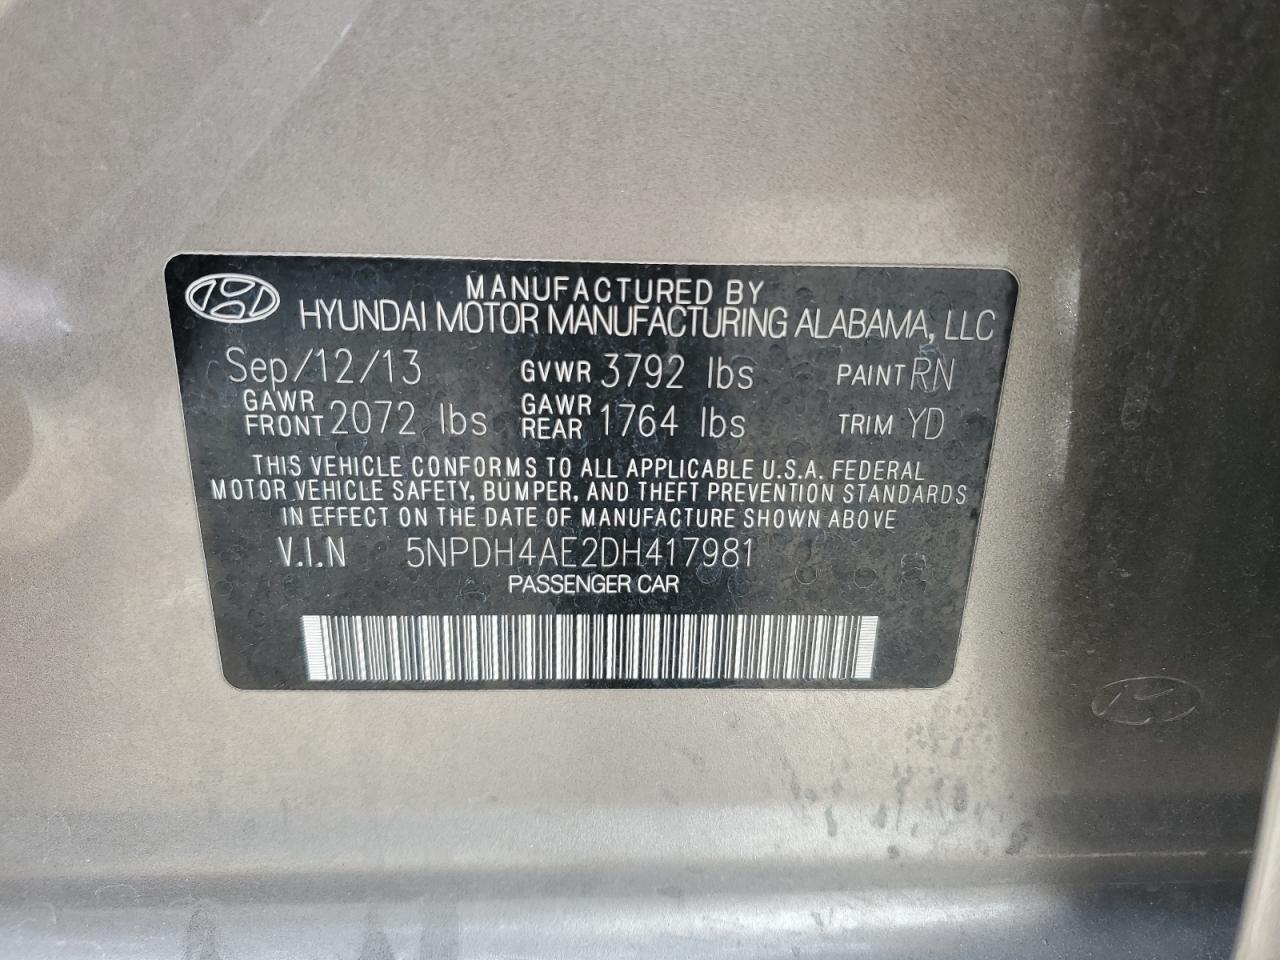 MANUFACTURED BY
HYUNDAI MOTOR MANUFACTURING ALABAMA, LLC
Sep/12/13 GVWR 3792 lbs PAINT RN
GAWR FRONT 2072 lbs GAWR REAR 1764 lbs TRIM YD
THIS VEHICLE CONFORMS TO ALL APPLICABLE U.S.A. FEDERAL
MOTOR VEHICLE SAFETY, BUMPER, AND THEFT PREVENTION STANDARDS
IN EFFECT ON THE DATE OF MANUFACTURE SHOWN ABOVE
V.I.N 5NPDH4AE2DH417981
PASSENGER CAR